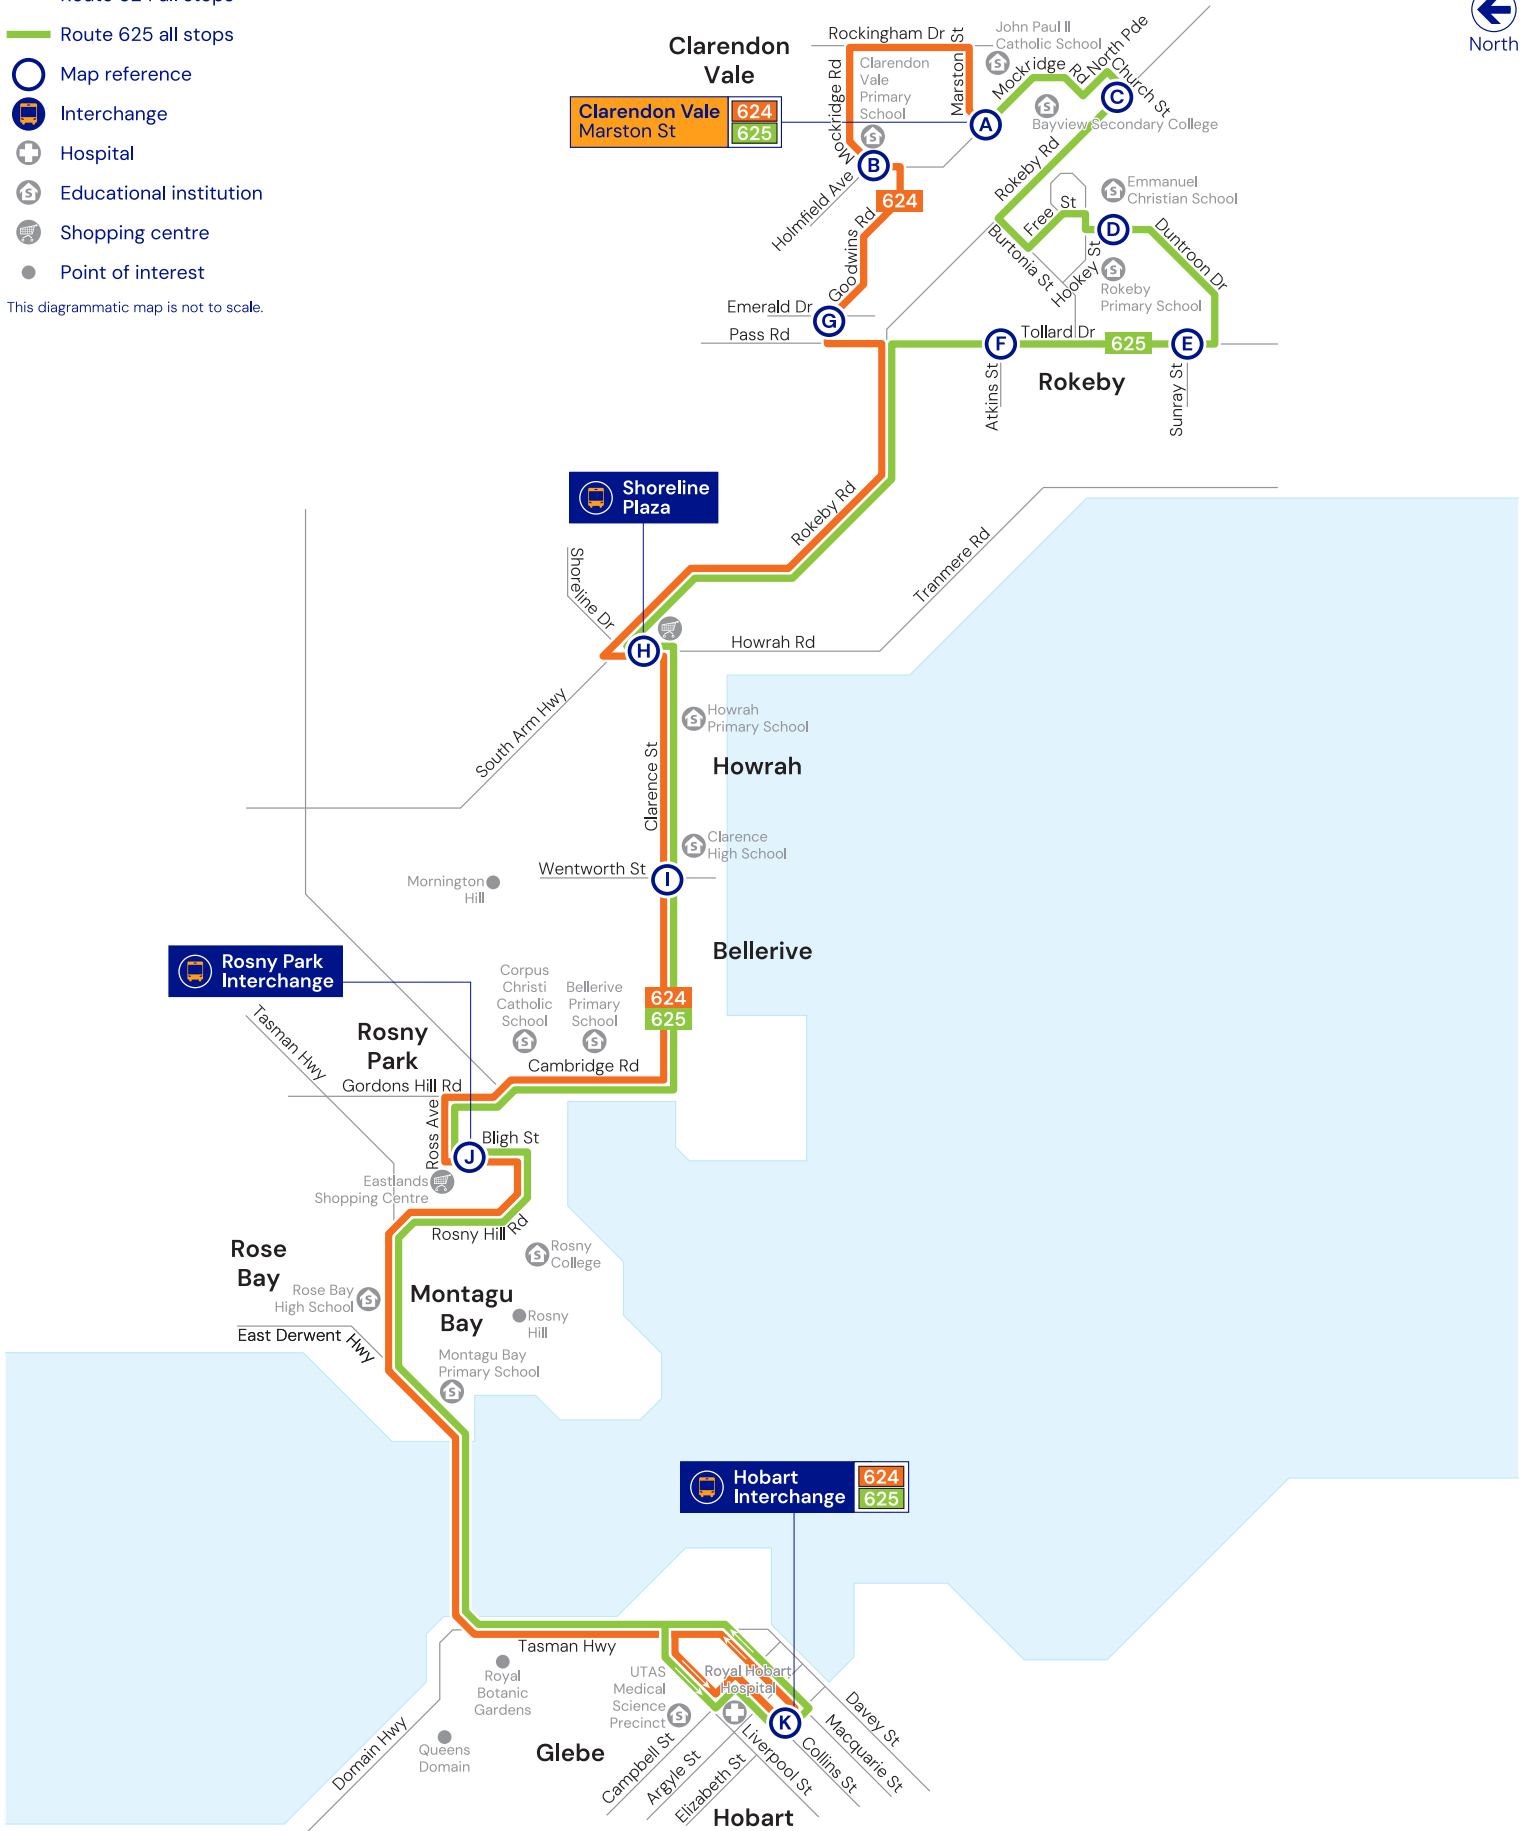 Route 625 all stops
Map reference
Interchange
Hospital
S
Educational institution
Shopping centre
Point of interest
This diagrammatic map is not to scale.
North
Clarendon
Vale
Clarendon Vale
Marston St
624
625
Rockingham Dr
Marston St
Mockridge Rd
Clarendon
Vale
Primary
School
S
John Paul II
Catholic School
S
Mockridge Rd
North Pde
Church St
A
B
C
S
Bayview Secondary College
Holmfield Ave
624
Goodwins Rd
Rokeby Rd
Burtonia St
Free St
Hookey St
S
Emmanuel
Christian School
D
Duntroon Dr
S
Rokeby
Primary School
Emerald Dr
G
Pass Rd
F
Tollard Dr
625
E
Atkins St
Sunray St
Rokeby
Shoreline
Plaza
Rokeby Rd
Shoreline Dr
Tranmere Rd
H
Howrah Rd
South Arm Hwy
S
Howrah
Primary School
Clarence St
Howrah
S
Clarence
High School
Wentworth St
I
Mornington
Hill
Bellerive
Rosny Park
Interchange
Tasman Hwy
Rosny
Park
Corpus
Christi
Catholic
School
S
Bellerive
Primary
School
S
624
625
Cambridge Rd
Gordons Hill Rd
Ross Ave
J
Bligh St
Eastlands
Shopping Centre
Rosny Hill Rd
Rose
Bay
S
Rosny
College
Rose Bay
High School
S
Montagu
Bay
Rosny
Hill
East Derwent Hwy
Montagu Bay
Primary School
S
Hobart
Interchange
624
625
Tasman Hwy
Royal
Botanic
Gardens
UTAS
Medical
Science
Precinct
S
Royal Hobart
Hospital
K
Queens
Domain
Domain Hwy
Glebe
Campbell St
Argyle St
Elizabeth St
Liverpool St
Collins St
Macquarie St
Davey St
Hobart